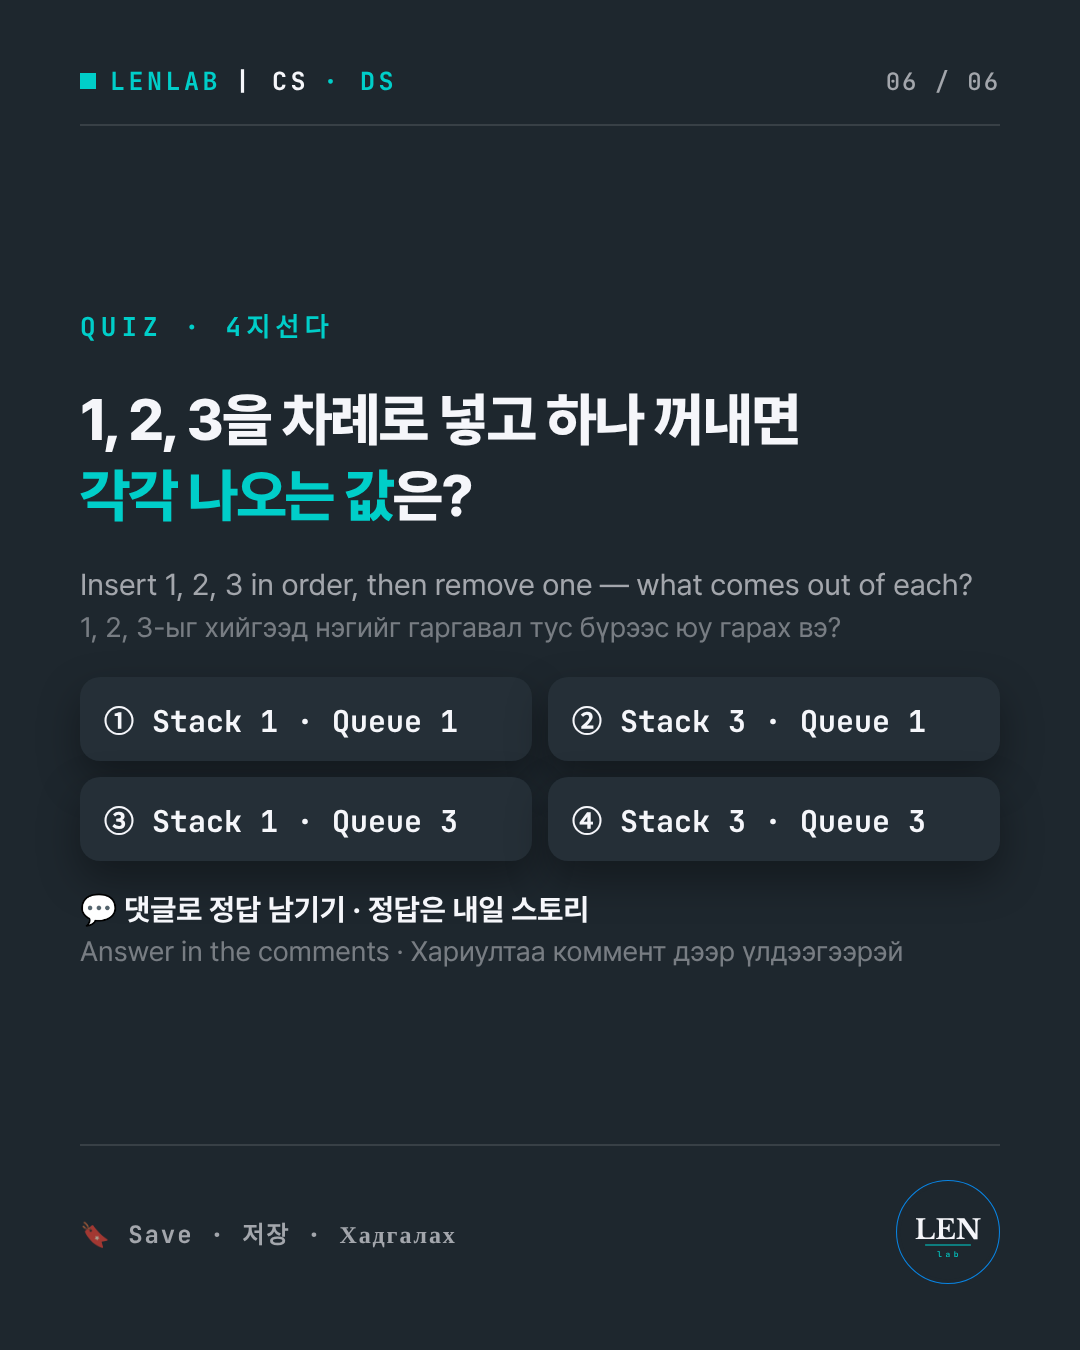 LENLAB | CS · DS
06 / 06
QUIZ · 4지선다
1, 2, 3을 차례로 넣고 하나 꺼내면
각각 나오는 값은?
Insert 1, 2, 3 in order, then remove one — what comes out of each?
1, 2, 3-ыг хийгээд нэгийг гаргавал тус бүрээс юу гарах вэ?
① Stack 1 · Queue 1
② Stack 3 · Queue 1
③ Stack 1 · Queue 3
④ Stack 3 · Queue 3
💬 댓글로 정답 남기기 · 정답은 내일 스토리
Answer in the comments · Хариултаа коммент дээр үлдээгээрэй
🔖 Save · 저장 · Хадгалах
LEN
lab